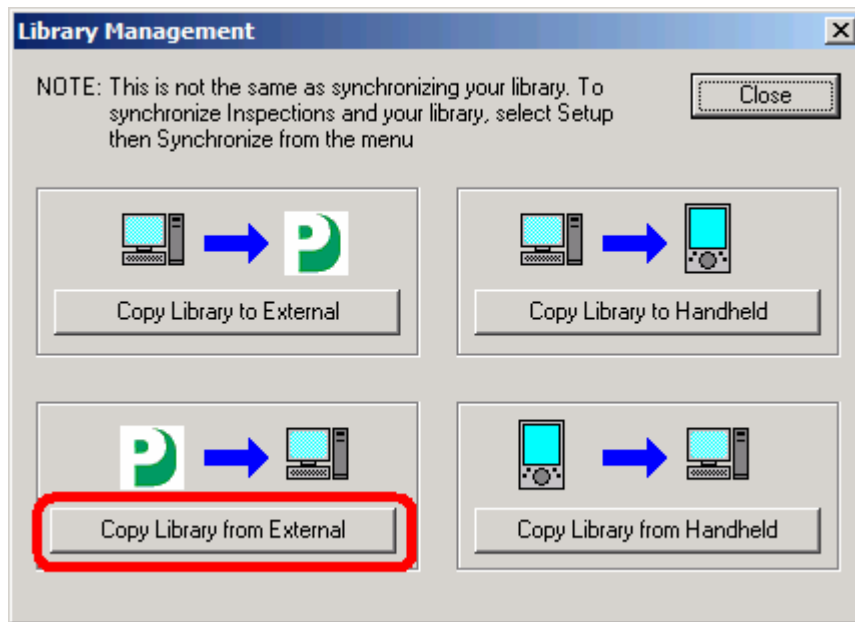 Library Management
NOTE: This is not the same as synchronizing your library. To
synchronize Inspections and your library, select Setup
then Synchronize from the menu
Close
P
Copy Library to External
Copy Library to Handheld
P
Copy Library from External
Copy Library from Handheld